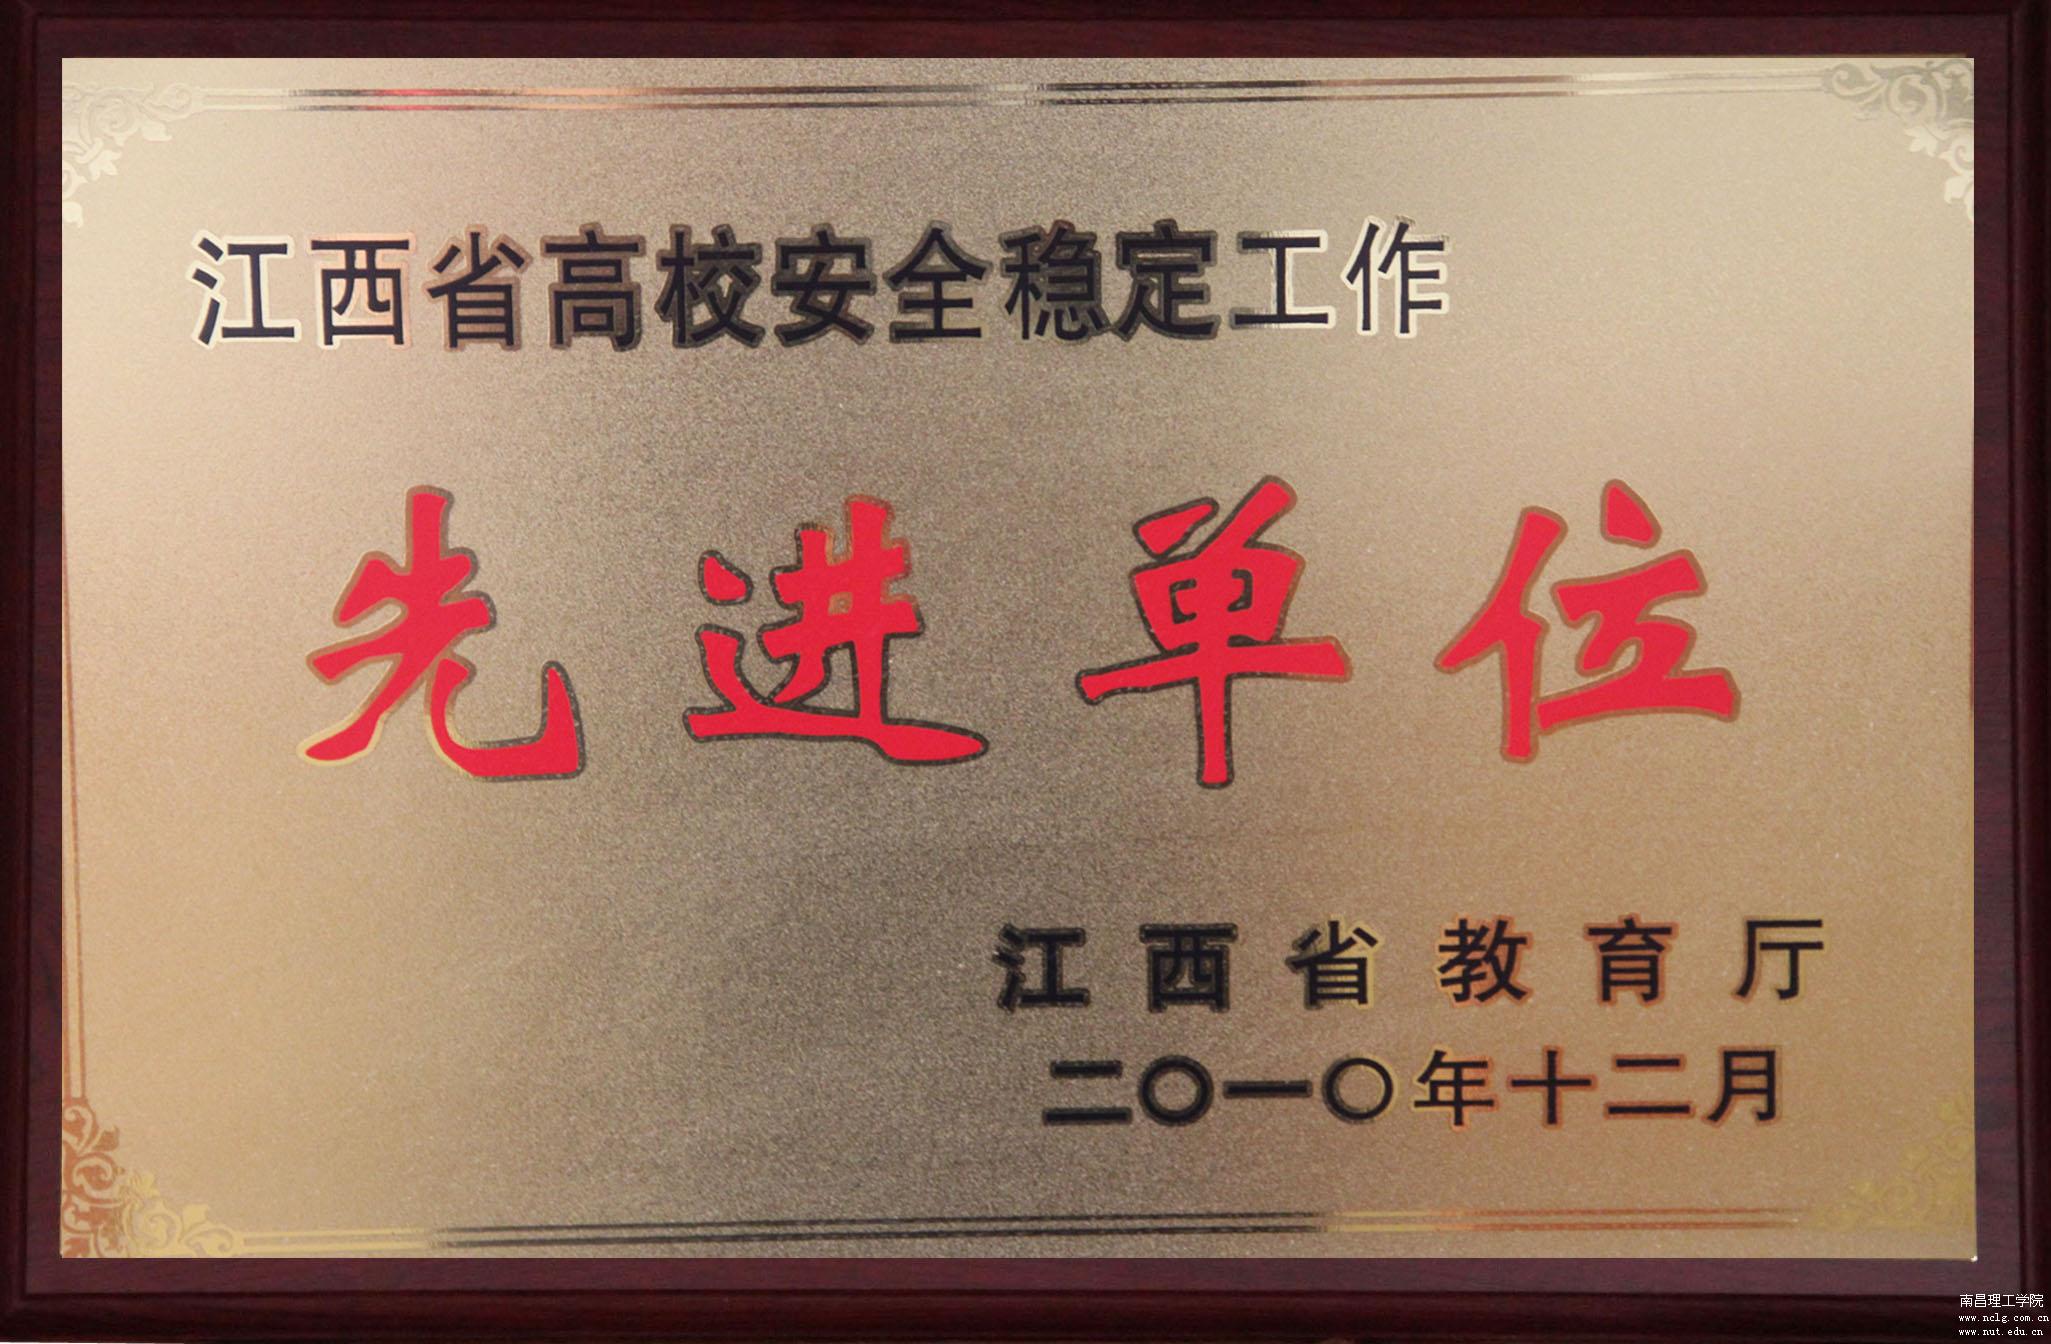 江西省高校安全稳定工作
先进单位
江西省教育厅
二〇一〇年十二月
南昌理工学院
www.nclg.com.cn
www.nut.edu.cn